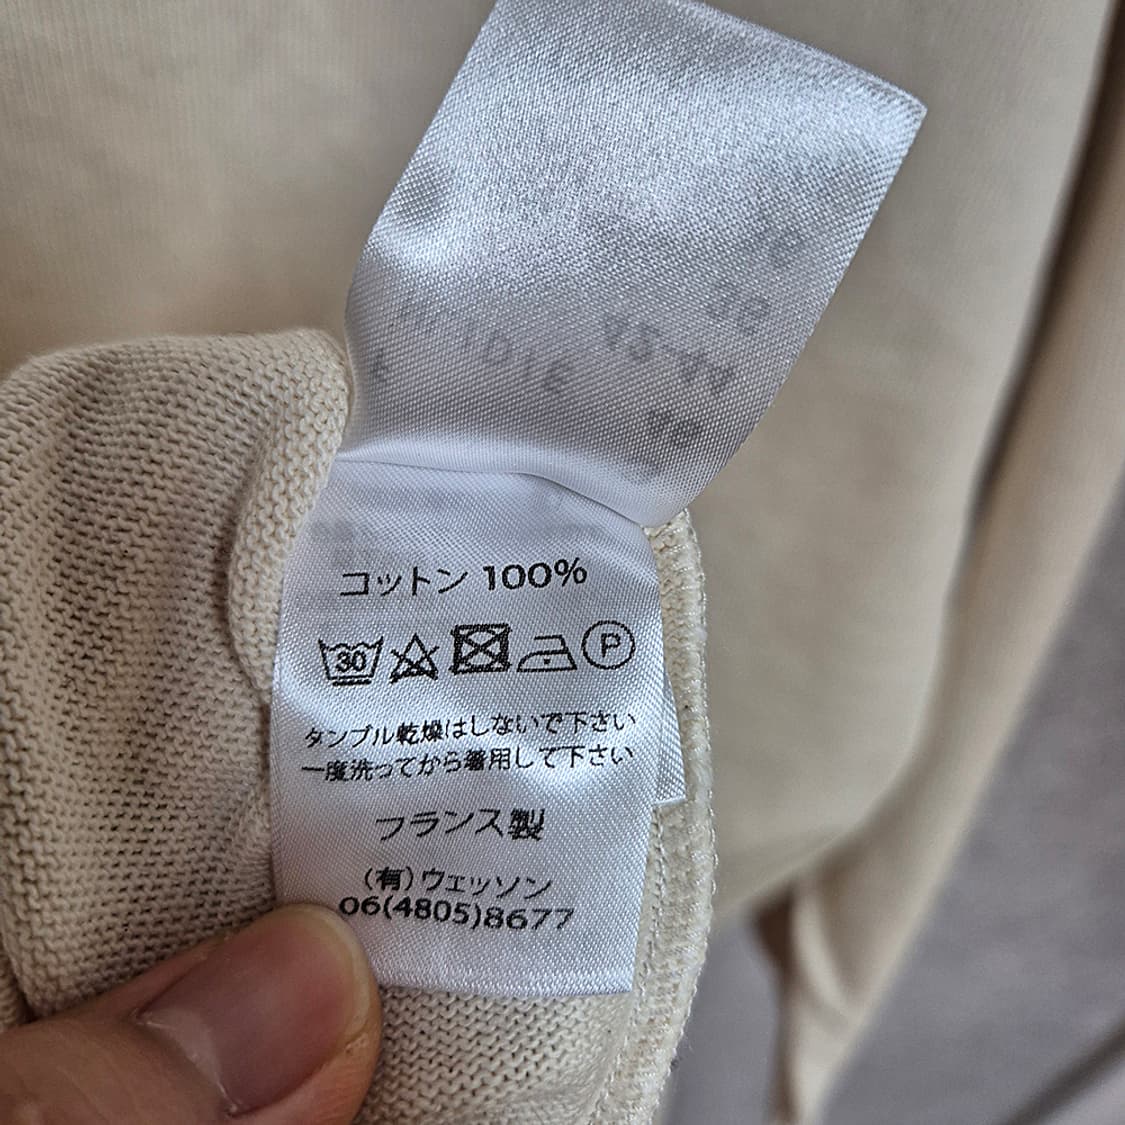 コットン 100%
30 P
タンブル乾燥はしないで下さい
一度洗ってから着用して下さい
フランス製
(有)ウェッソン
06(4805)8677